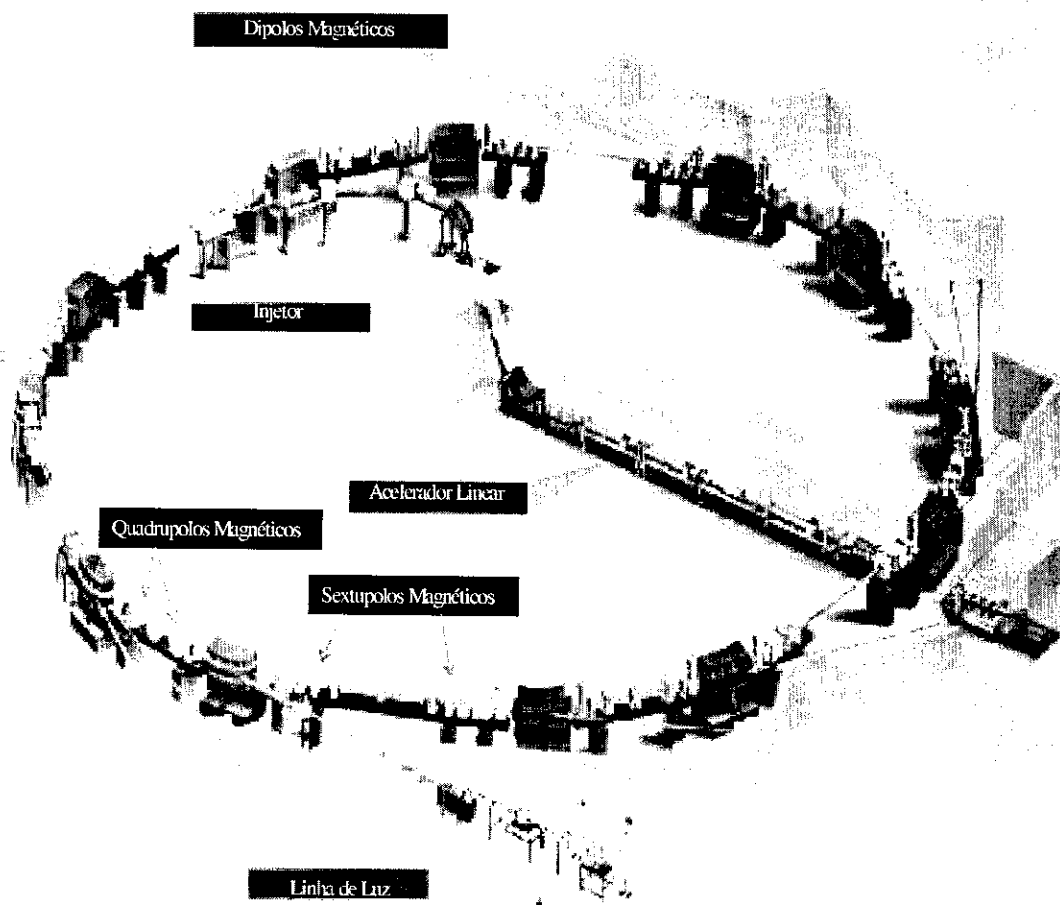 Dipolos Magnéticos
Injetor
Acelerador Linear
Quadrupolos Magnéticos
Sextupolos Magnéticos
Linha de Luz